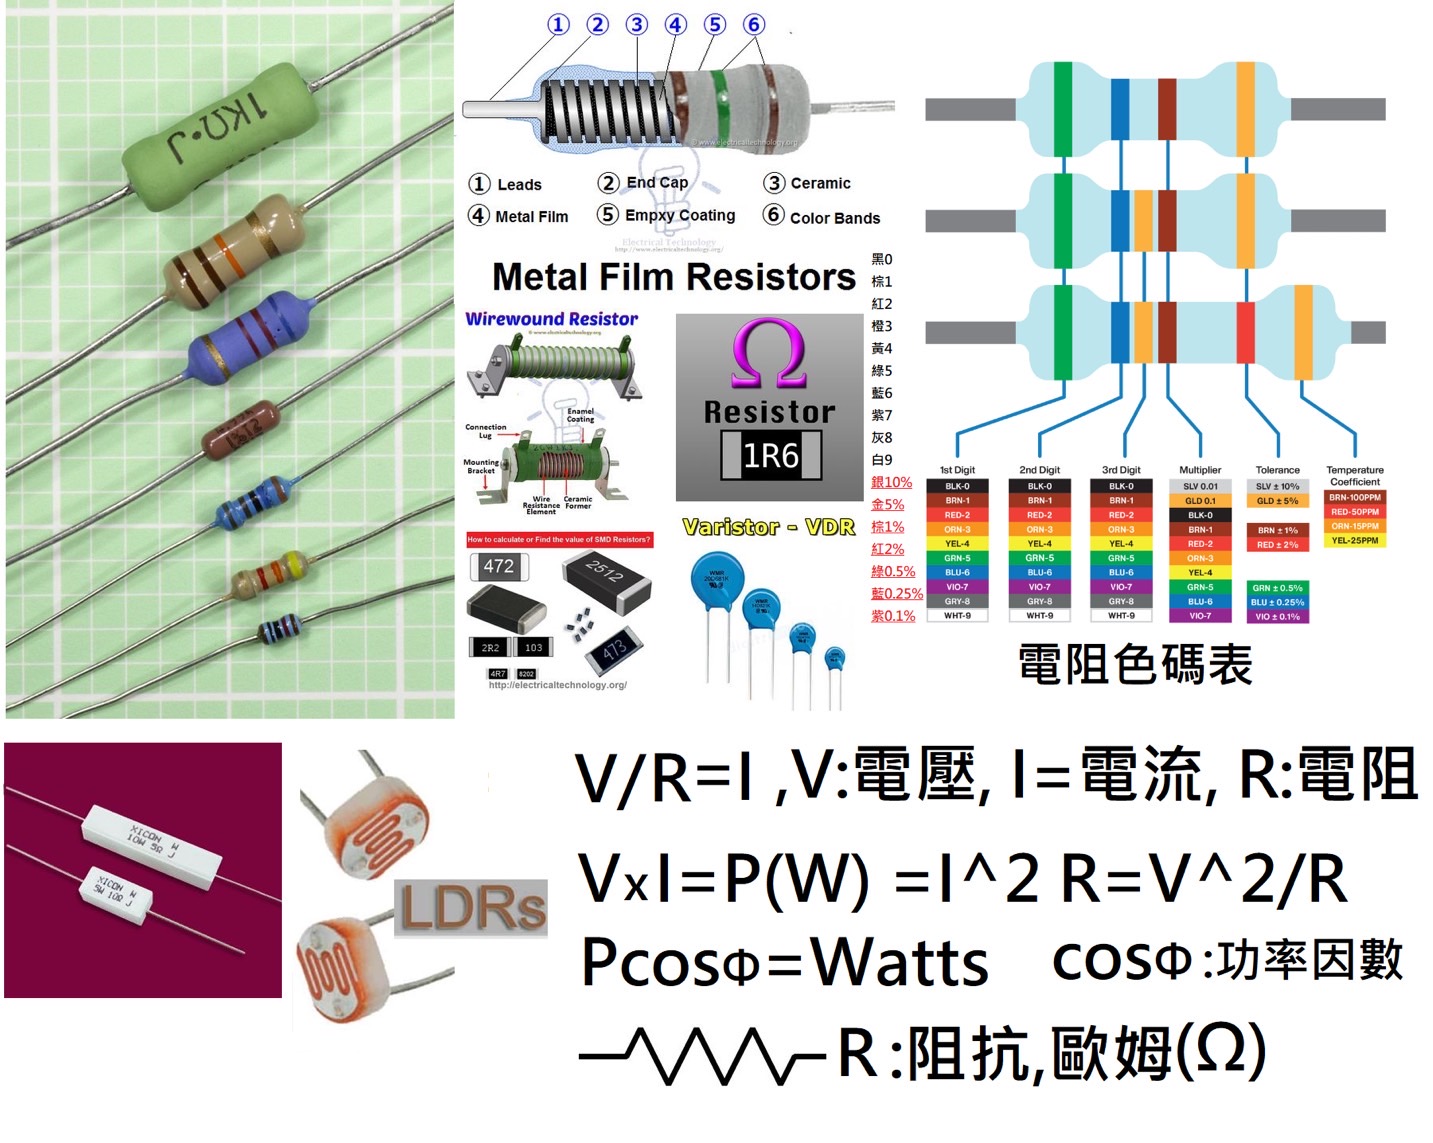 1KΩ•J
① ② ③ ④ ⑤ ⑥
© www.electricaltechnology.org
① Leads ② End Cap ③ Ceramic
④ Metal Film ⑤ Empxy Coating ⑥ Color Bands
Electrical Technology
http://www.electricaltechnology.org/
Metal Film Resistors
Wirewound Resistor
© www.electricaltechnology.org
Enamel
Coating
Connection
Lug
Mounting
Bracket
Wire
Resistance
Element
Ceramic
Former
Ω
Resistor
1R6
How to calculate or Find the value of SMD Resistors?
472
2512
2R2
103
473
4R7
8202
http://electricaltechnology.org/
Varistor - VDR
WMR
20D681R
WMR
黑0
棕1
紅2
橙3
黃4
綠5
藍6
紫7
灰8
白9
銀10%
金5%
棕1%
紅2%
綠0.5%
藍0.25%
紫0.1%
1st Digit 2nd Digit 3rd Digit Multiplier Tolerance Temperature
Coefficient
BLK-0 BLK-0 BLK-0 SLV 0.01 SLV ± 10%
BRN-1 BRN-1 BRN-1 GLD 0.1 GLD ± 5% BRN-100PPM
RED-2 RED-2 RED-2 BLK-0 RED-50PPM
ORN-3 ORN-3 ORN-3 BRN-1 BRN ± 1% ORN-15PPM
YEL-4 YEL-4 YEL-4 RED-2 RED ± 2% YEL-25PPM
GRN-5 GRN-5 GRN-5 ORN-3
BLU-6 BLU-6 BLU-6 YEL-4
VIO-7 VIO-7 VIO-7 GRN-5 GRN ± 0.5%
GRY-8 GRY-8 GRY-8 BLU-6 BLU ± 0.25%
WHT-9 WHT-9 WHT-9 VIO-7 VIO ± 0.1%
電阻色碼表
XICON W
10W 5Ω J
XICON W
5W 10Ω J
LDRs
V/R=I ,V:電壓, I=電流, R:電阻
VxI=P(W) =I^2 R=V^2/R
PcosΦ=Watts cosΦ:功率因數
R:阻抗,歐姆(Ω)